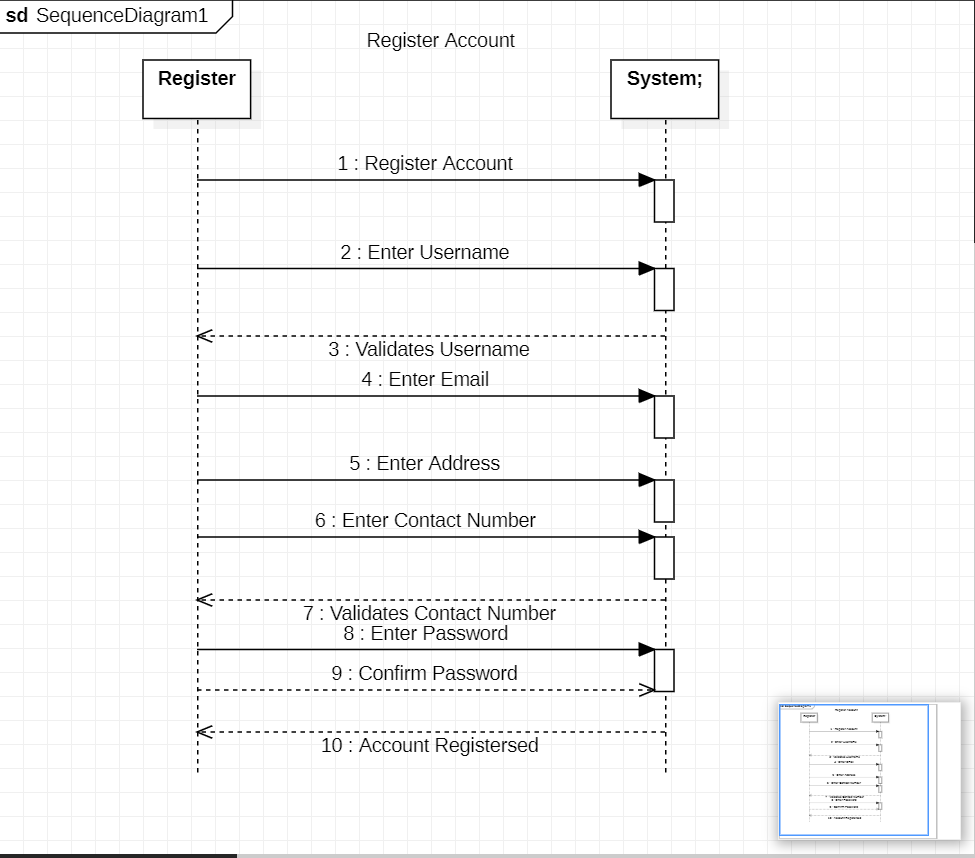 sd SequenceDiagram1
Register Account
Register
System;
1 : Register Account
2 : Enter Username
3 : Validates Username
4 : Enter Email
5 : Enter Address
6 : Enter Contact Number
7 : Validates Contact Number
8 : Enter Password
9 : Confirm Password
10 : Account Registersed